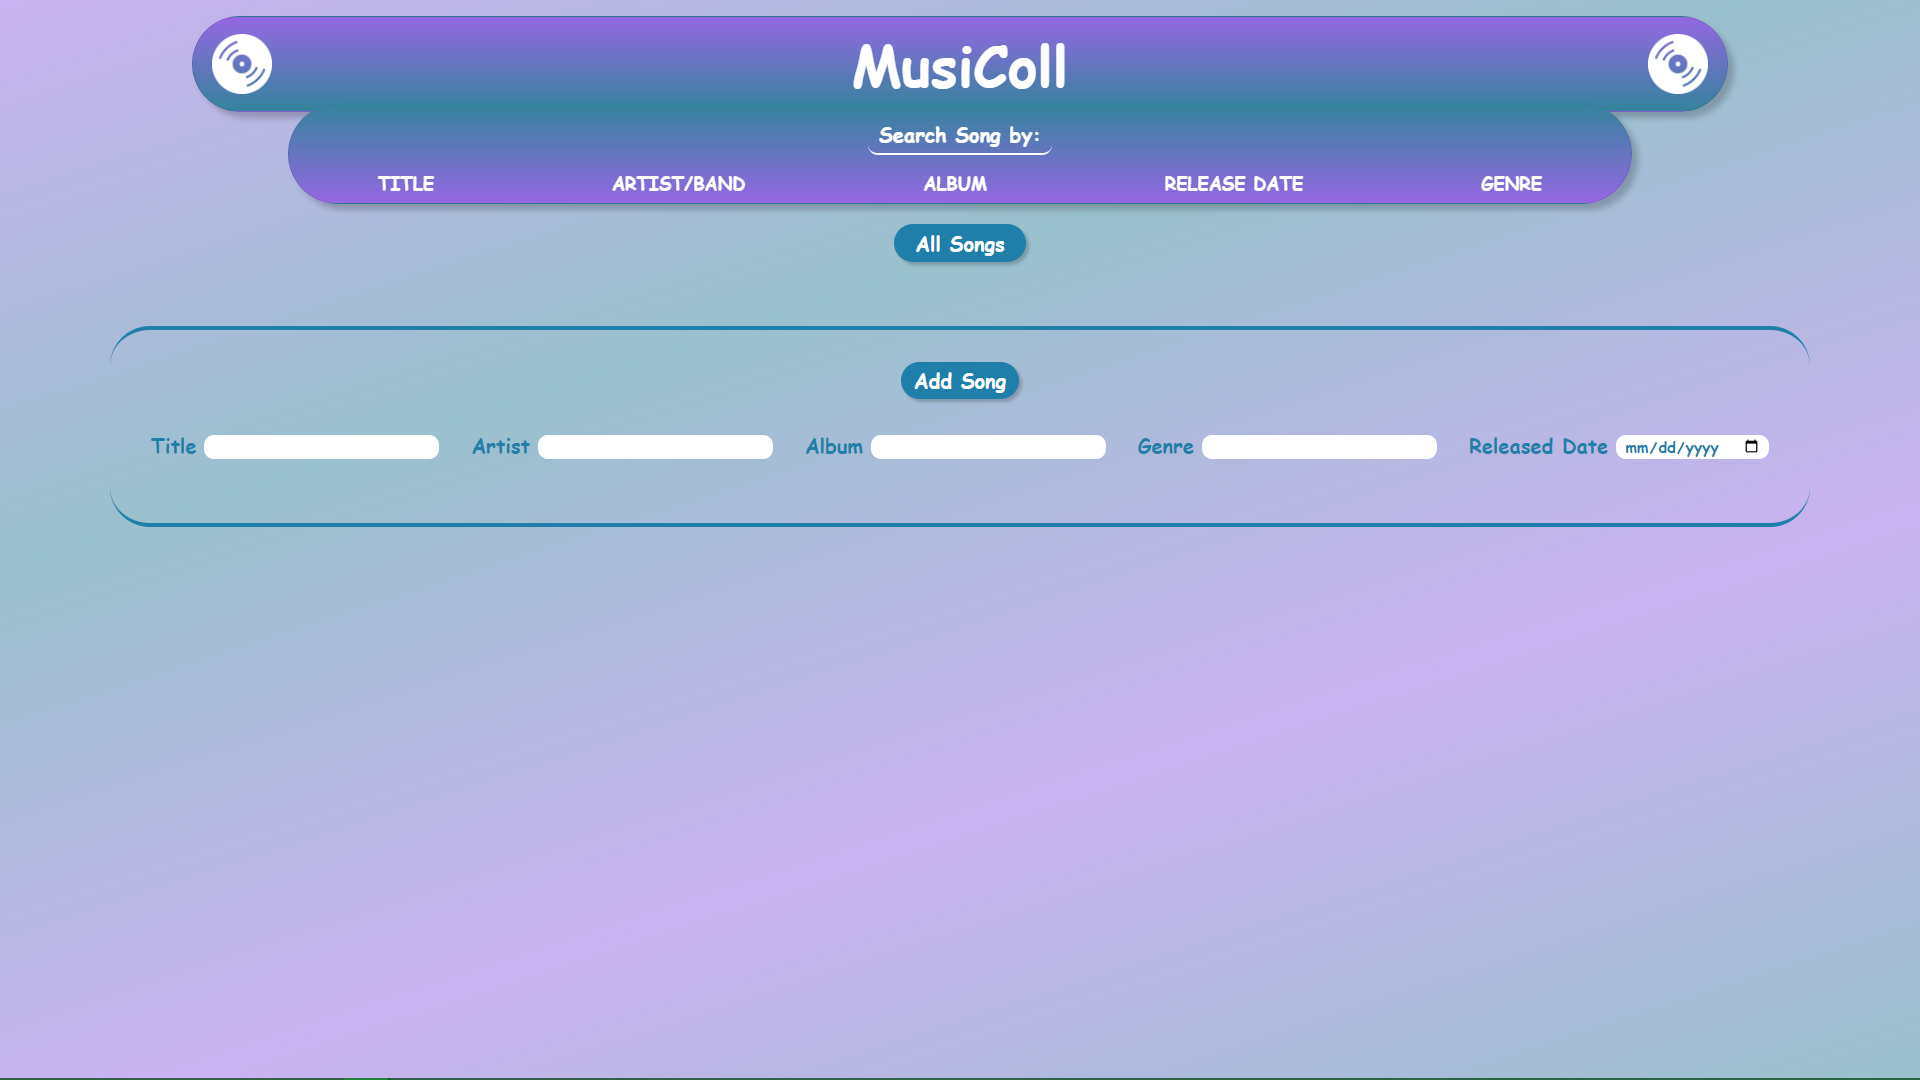 MusiColl
Search Song by:
TITLE ARTIST/BAND ALBUM RELEASE DATE GENRE
All Songs
Add Song
Title Artist Album Genre Released Date mm/dd/yyyy